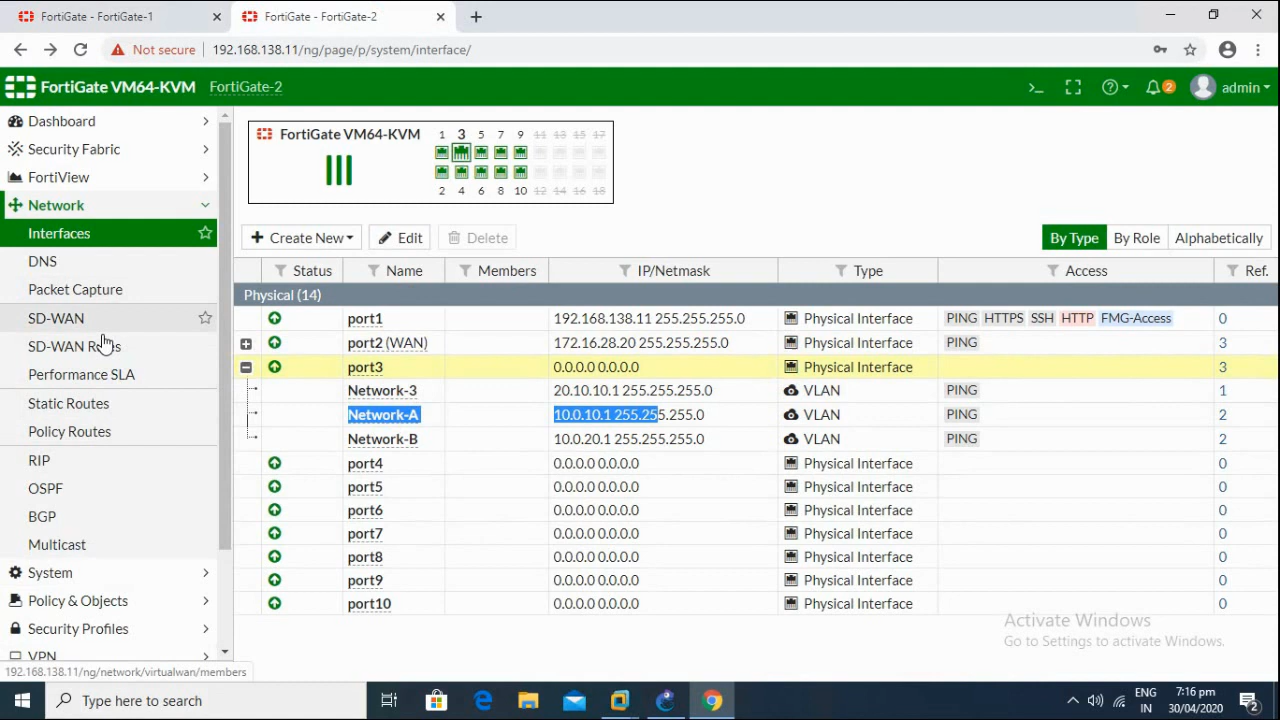 FortiGate - FortiGate-1
FortiGate - FortiGate-2
Not secure 192.168.138.11/ng/page/p/system/interface/
FortiGate VM64-KVM FortiGate-2
2 admin
Dashboard
Security Fabric
FortiView
Network
Interfaces
DNS
Packet Capture
SD-WAN
SD-WAN
Performance SLA
Static Routes
Policy Routes
RIP
OSPF
BGP
Multicast
System
Policy & Objects
Security Profiles
VPN
192.168.138.11/ng/network/virtualwan/members
FortiGate VM64-KVM
1 3 5 7 9 11 13 15 17
2 4 6 8 10 12 14 16 18
+ Create New Edit Delete
By Type By Role Alphabetically
Status Name Members IP/Netmask Type Access Ref.
Physical (14)
port1 192.168.138.11 255.255.255.0 Physical Interface PING HTTPS SSH HTTP FMG-Access 0
port2 (WAN) 172.16.28.20 255.255.255.0 Physical Interface PING 3
port3 0.0.0.0 0.0.0.0 Physical Interface 3
Network-3 20.10.10.1 255.255.255.0 VLAN PING 1
Network-A 10.0.10.1 255.255.255.0 VLAN PING 2
Network-B 10.0.20.1 255.255.255.0 VLAN PING 2
port4 0.0.0.0 0.0.0.0 Physical Interface 0
port5 0.0.0.0 0.0.0.0 Physical Interface 0
port6 0.0.0.0 0.0.0.0 Physical Interface 0
port7 0.0.0.0 0.0.0.0 Physical Interface 0
port8 0.0.0.0 0.0.0.0 Physical Interface 0
port9 0.0.0.0 0.0.0.0 Physical Interface 0
port10 0.0.0.0 0.0.0.0 Physical Interface 0
Activate Windows
Go to Settings to activate Windows.
Type here to search
ENG
IN
7:16 pm
30/04/2020
2